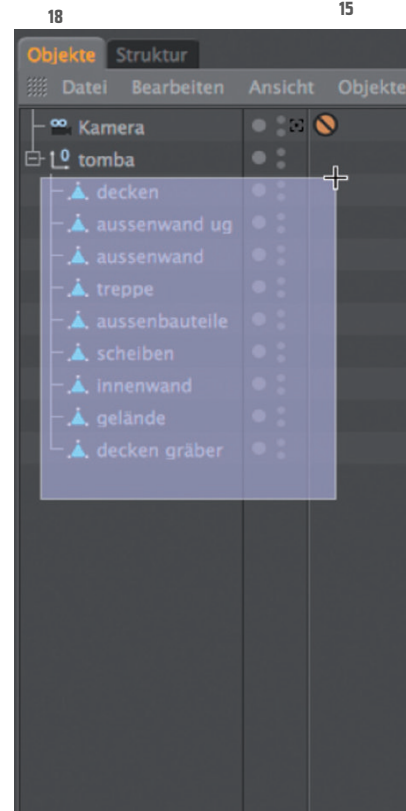 18 15
Objekte Struktur
Datei Bearbeiten Ansicht Objekte
Kamera
0 tomba
decken
aussenwand ug
aussenwand
treppe
aussenbauteile
scheiben
innenwand
gelände
decken gräber